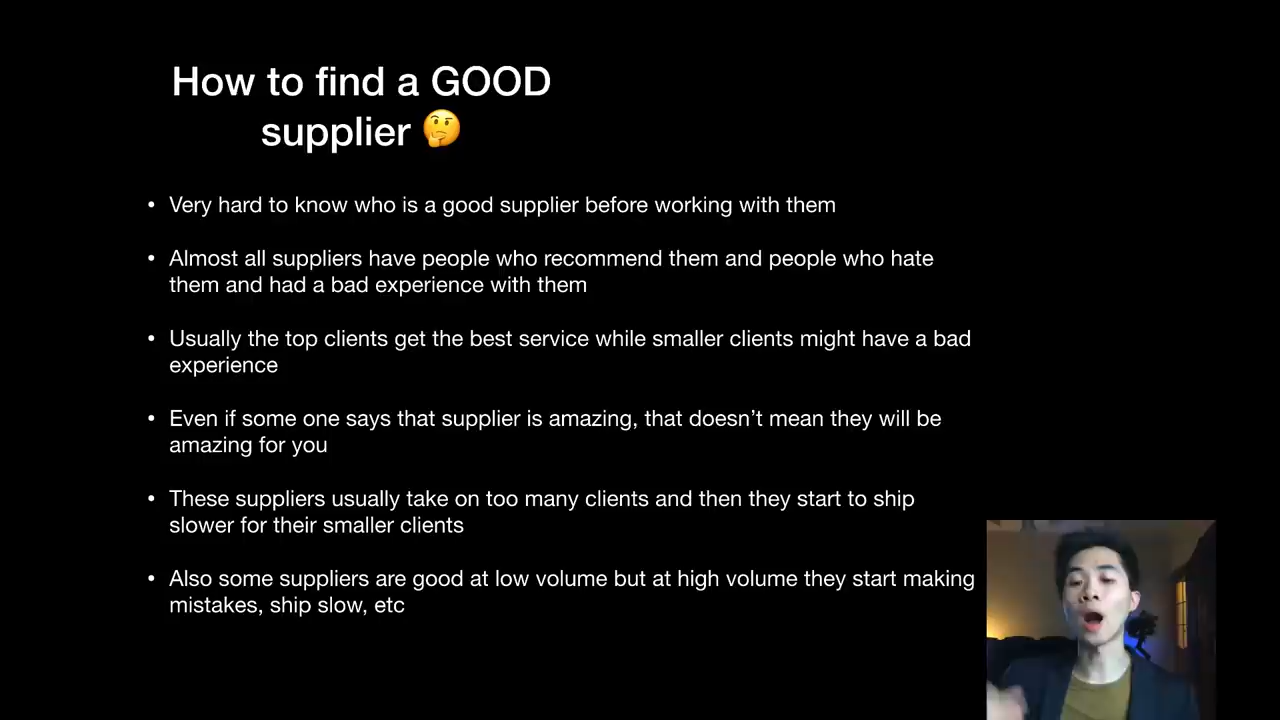 How to find a GOOD
supplier 🤔
• Very hard to know who is a good supplier before working with them
• Almost all suppliers have people who recommend them and people who hate
them and had a bad experience with them
• Usually the top clients get the best service while smaller clients might have a bad
experience
• Even if some one says that supplier is amazing, that doesn’t mean they will be
amazing for you
• These suppliers usually take on too many clients and then they start to ship
slower for their smaller clients
• Also some suppliers are good at low volume but at high volume they start making
mistakes, ship slow, etc